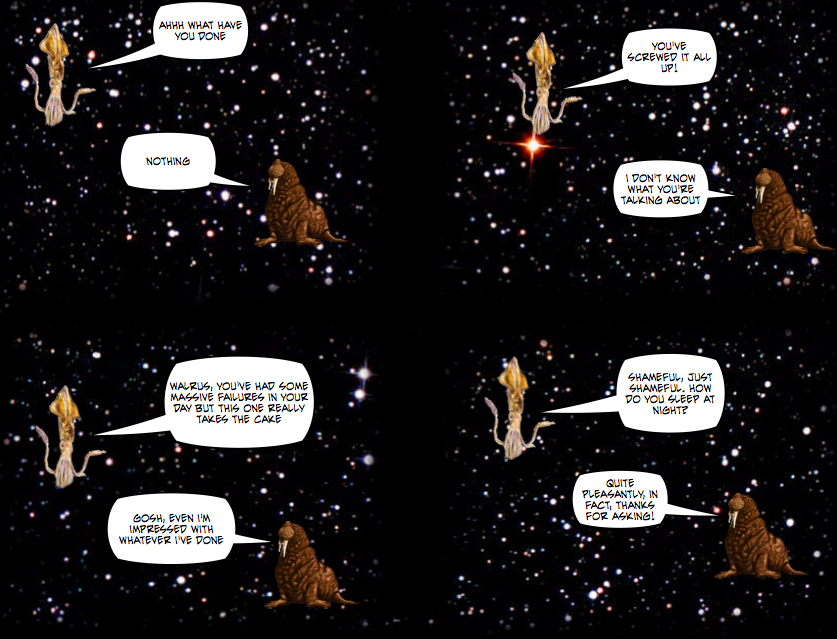 AHHH WHAT HAVE
YOU DONE
NOTHING
YOU'VE
SCREWED IT ALL
UP!
I DON'T KNOW
WHAT YOU'RE
TALKING ABOUT
WALRUS, YOU'VE HAD SOME
MASSIVE FAILURES IN YOUR
DAY BUT THIS ONE REALLY
TAKES THE CAKE
GOSH, EVEN I'M
IMPRESSED WITH
WHATEVER I'VE DONE
SHAMEFUL, JUST
SHAMEFUL. HOW
DO YOU SLEEP AT
NIGHT?
QUITE
PLEASANTLY, IN
FACT, THANKS
FOR ASKING!